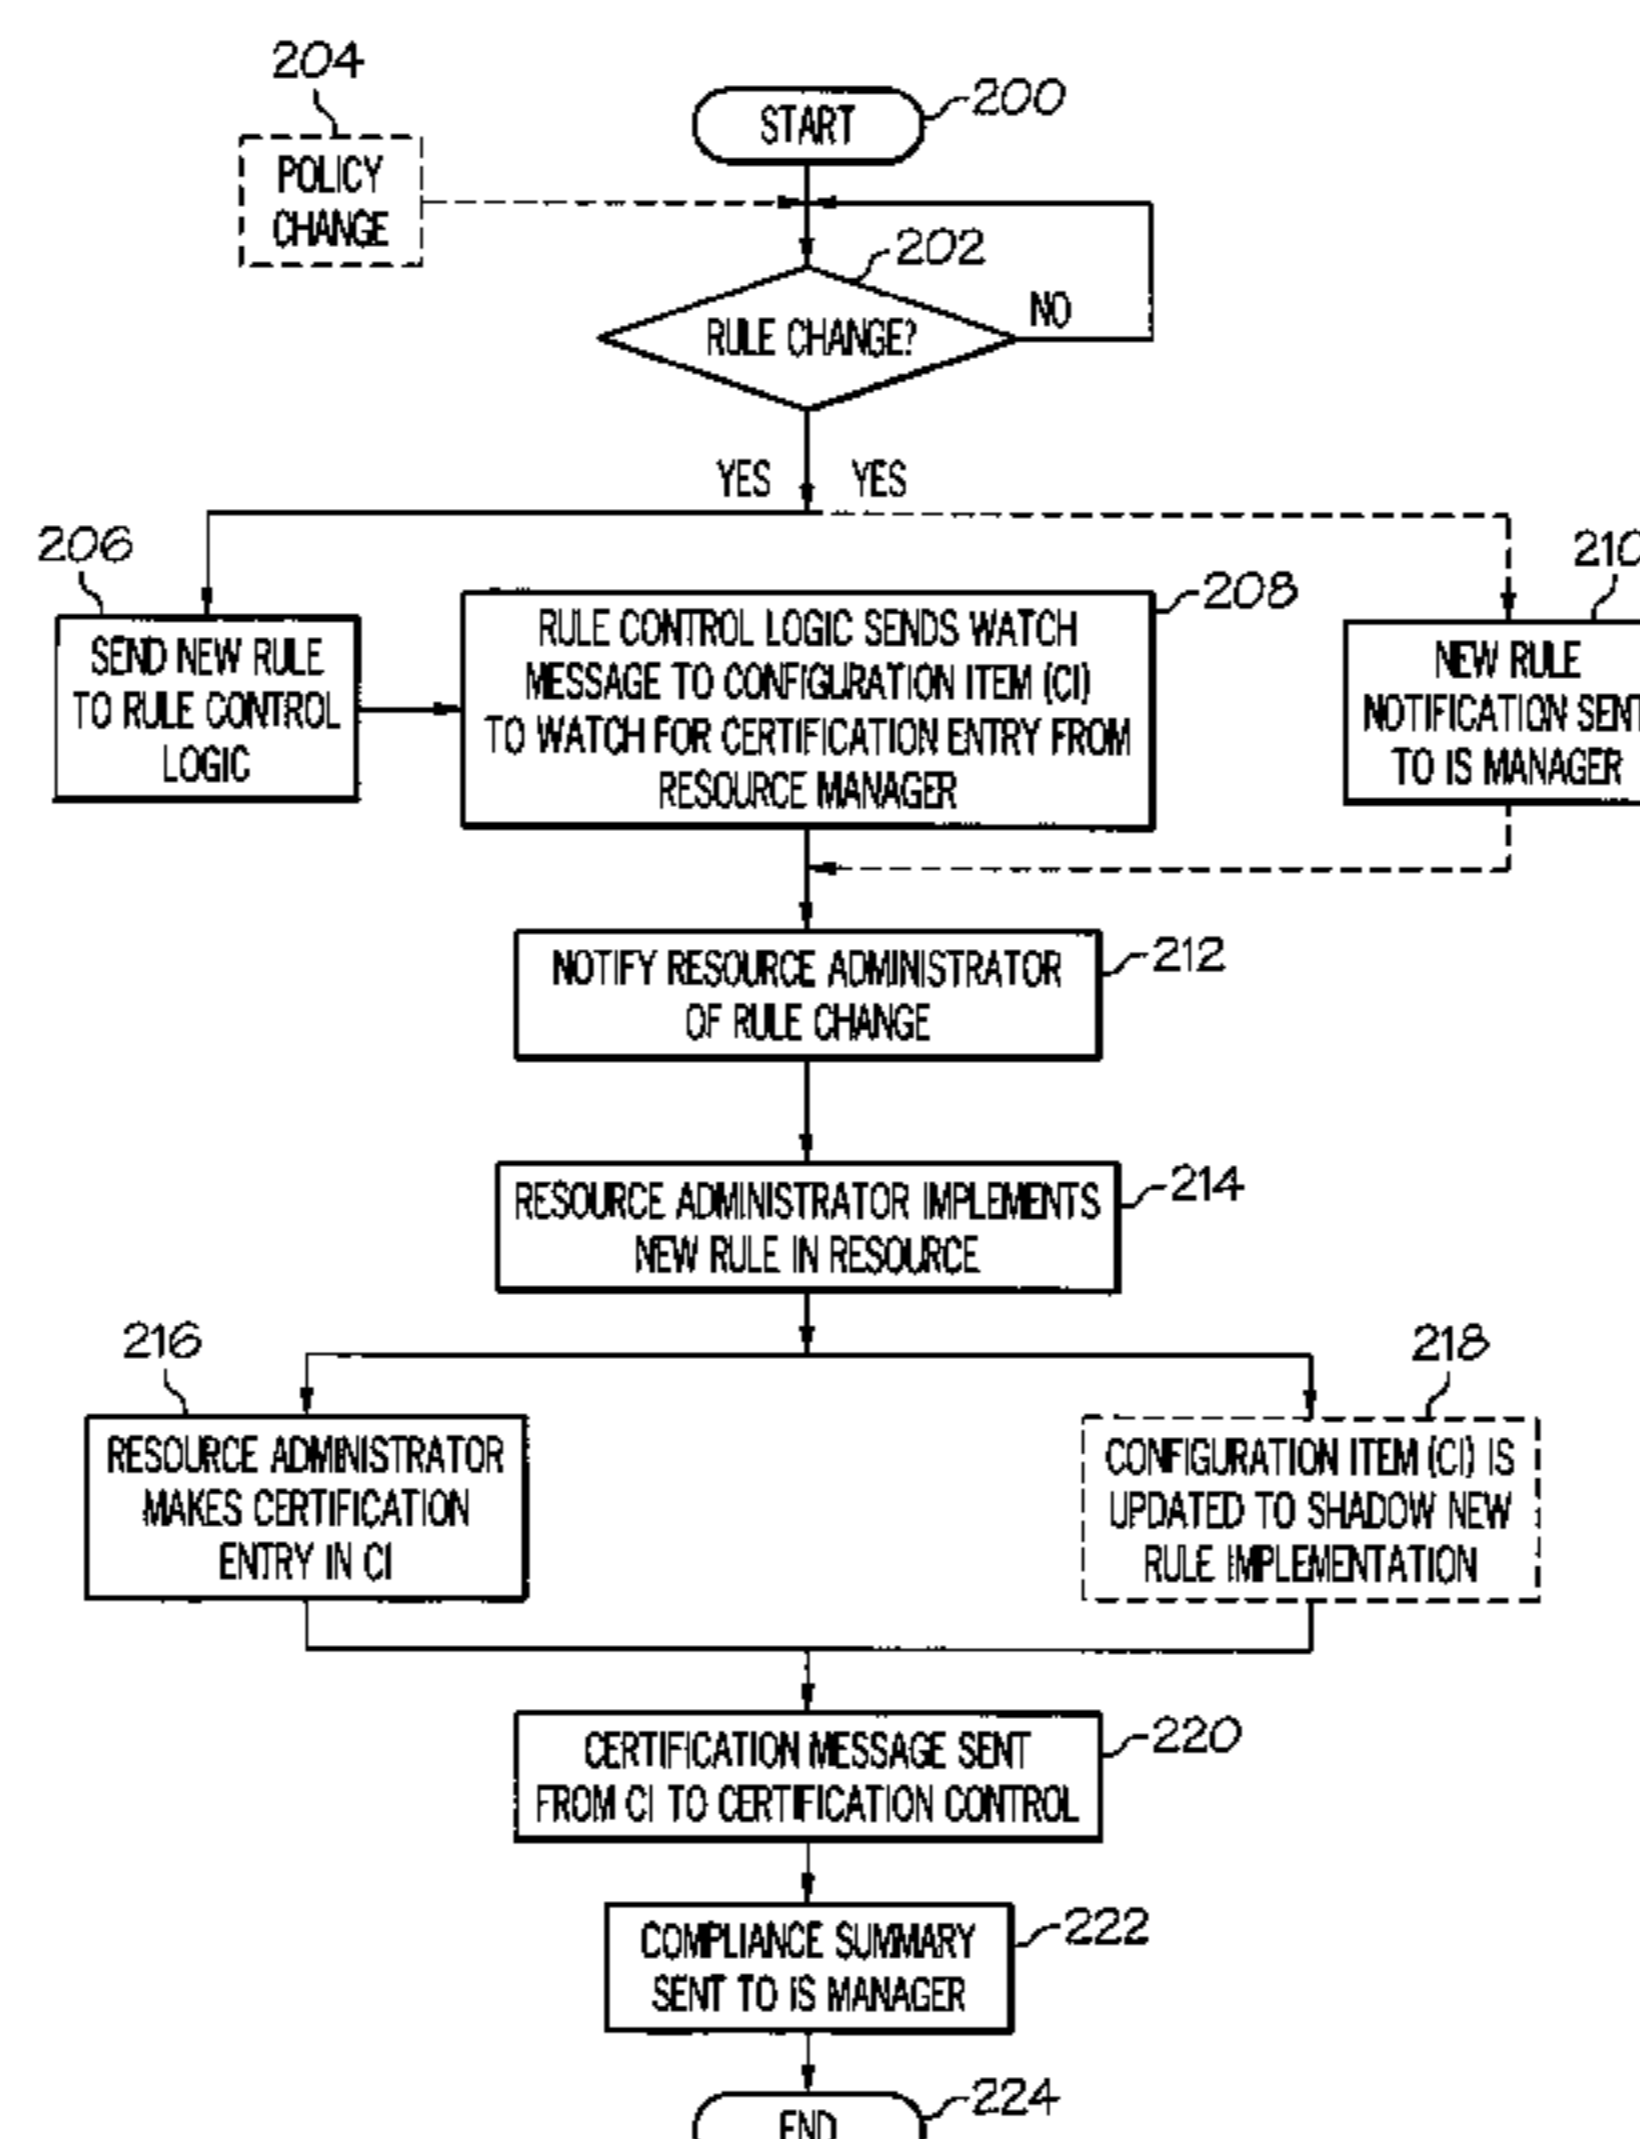 204
START
200
POLICY
CHANGE
202
RULE CHANGE?
NO
YES
YES
206
SEND NEW RULE
TO RULE CONTROL
LOGIC
208
RULE CONTROL LOGIC SENDS WATCH
MESSAGE TO CONFIGURATION ITEM (CI)
TO WATCH FOR CERTIFICATION ENTRY FROM
RESOURCE MANAGER
210
NEW RULE
NOTIFICATION SENT
TO IS MANAGER
212
NOTIFY RESOURCE ADMINISTRATOR
OF RULE CHANGE
214
RESOURCE ADMINISTRATOR IMPLEMENTS
NEW RULE IN RESOURCE
216
RESOURCE ADMINISTRATOR
MAKES CERTIFICATION
ENTRY IN CI
218
CONFIGURATION ITEM (CI) IS
UPDATED TO SHADOW NEW
RULE IMPLEMENTATION
220
CERTIFICATION MESSAGE SENT
FROM CI TO CERTIFICATION CONTROL
222
COMPLIANCE SUMMARY
SENT TO IS MANAGER
224
END